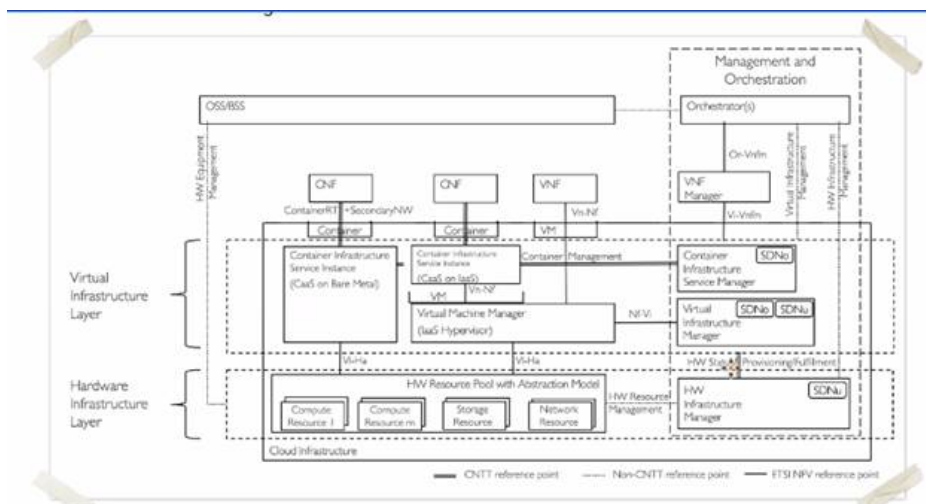 Management and
Orchestration
OSS/BSS
Orchestrator(s)
HW Equipment
Management
Or-Vnfm
Virtual Infrastructure
Management
HW Infrastructure
Management
CNF
CNF
VNF
VNF
Manager
ContainerRT
+SecondaryNW
Vn-Nf
Vi-Vnfm
Container
Container
VM
Virtual
Infrastructure
Layer
Container Infrastructure
Service Instance
(CaaS on Bare Metal)
Container Infrastructure
Service Instance
(CaaS on IaaS)
Container Management
Container
Infrastructure
Service Manager
SDNo
VM
Vn-Nf
Virtual Machine Manager
(IaaS Hypervisor)
Nf-Vi
Virtual
Infrastructure
Manager
SDNo
SDNu
Vi-Ha
Vi-Ha
HW
Provisioning/Fulfillment
Hardware
Infrastructure
Layer
HW Resource Pool with Abstraction Model
Compute
Resource 1
Compute
Resource m
Storage
Resource
Network
Resource
HW Resource
Management
HW
Infrastructure
Manager
SDNu
Cloud Infrastructure
CNTT reference point
Non-CNTT reference point
ETSI NFV reference point